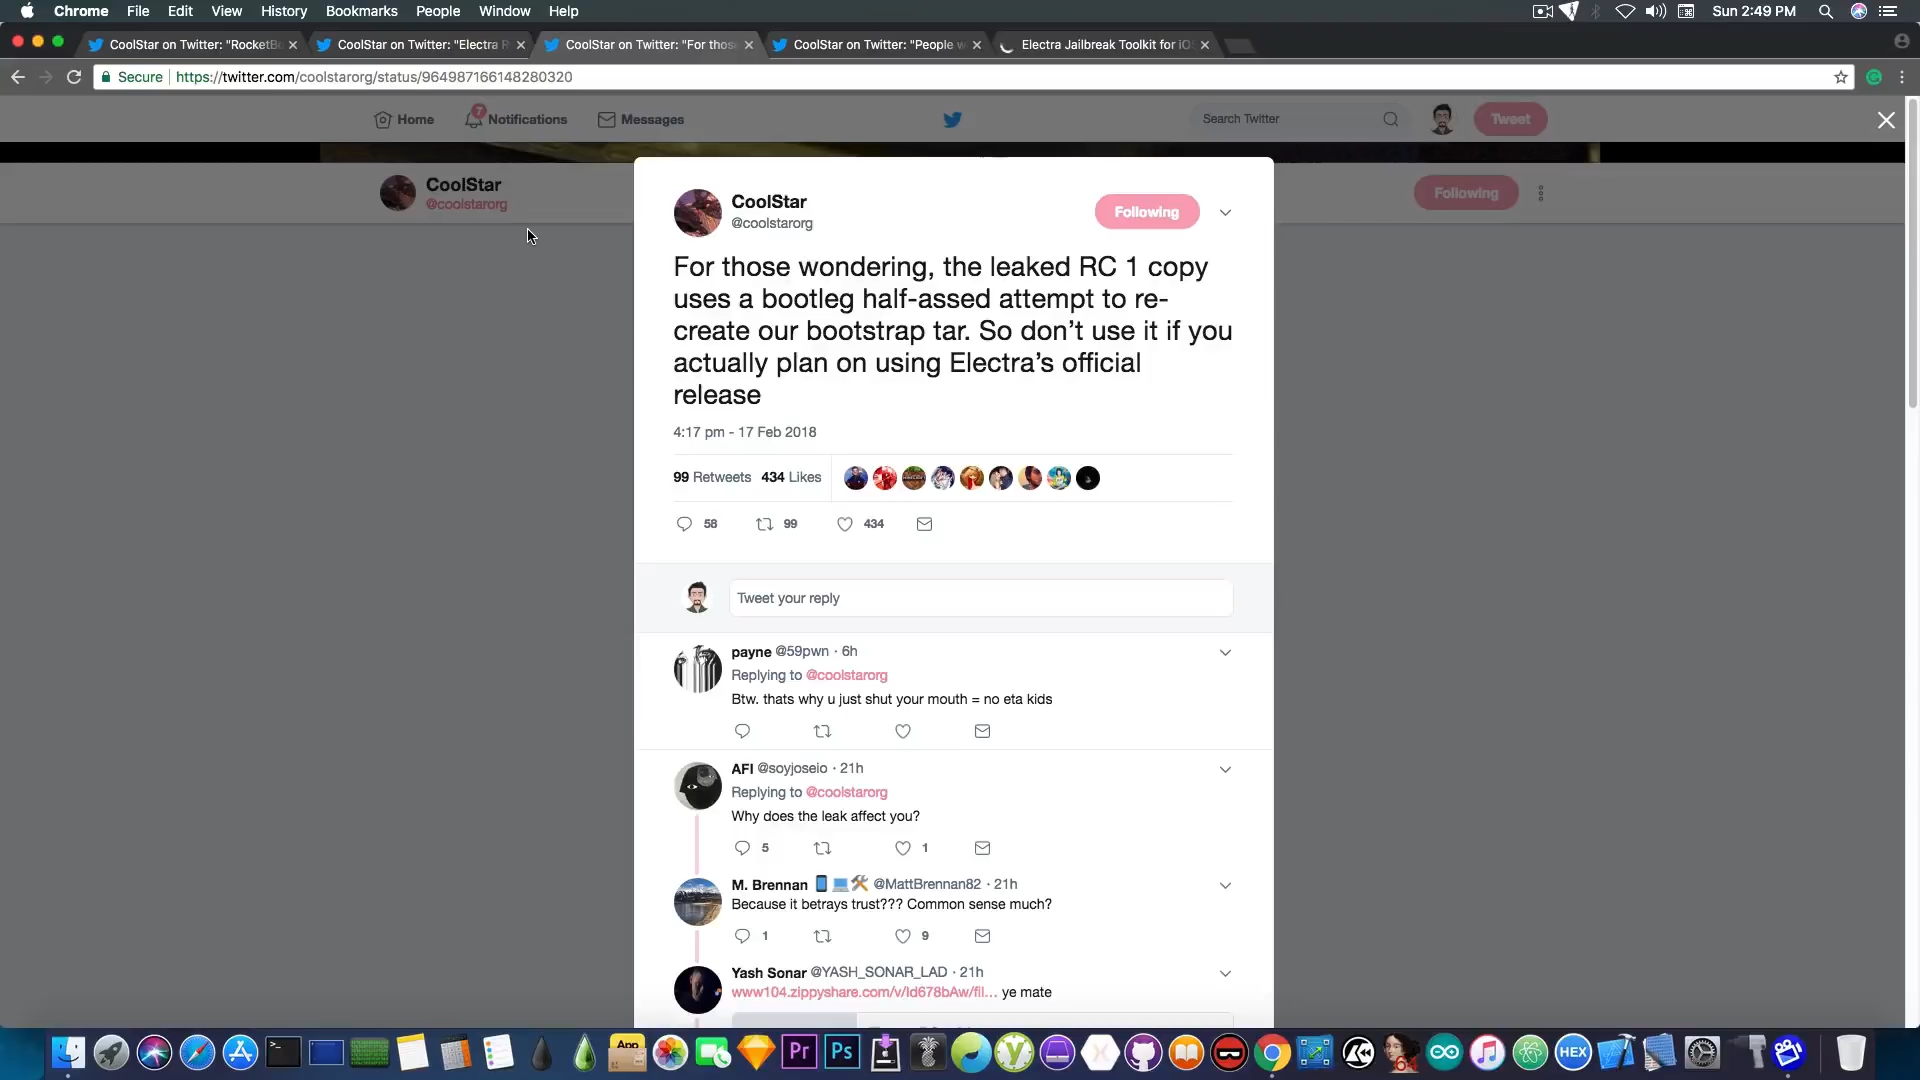 Chrome File Edit View History Bookmarks People Window Help Sun 2:49 PM
CoolStar on Twitter: "RocketB
CoolStar on Twitter: "Electra R
CoolStar on Twitter: "For thos
CoolStar on Twitter: "People w
Electra Jailbreak Toolkit for iO
Secure https://twitter.com/coolstarorg/status/964987166148280320
Home 7 Notifications Messages Search Twitter Tweet
CoolStar
@coolstarorg
Following
CoolStar
@coolstarorg
Following
For those wondering, the leaked RC 1 copy
uses a bootleg half-assed attempt to re-
create our bootstrap tar. So don’t use it if you
actually plan on using Electra’s official
release
4:17 pm - 17 Feb 2018
99 Retweets 434 Likes
58 99 434
Tweet your reply
payne @59pwn · 6h
Replying to @coolstarorg
Btw. thats why u just shut your mouth = no eta kids
AFI @soyjoseio · 21h
Replying to @coolstarorg
Why does the leak affect you?
5 1
M. Brennan @MattBrennan82 · 21h
Because it betrays trust??? Common sense much?
1 9
Yash Sonar @YASH_SONAR_LAD · 21h
www104.zippyshare.com/v/Id678bAw/fil… ye mate
App
Pr
Ps
HEX